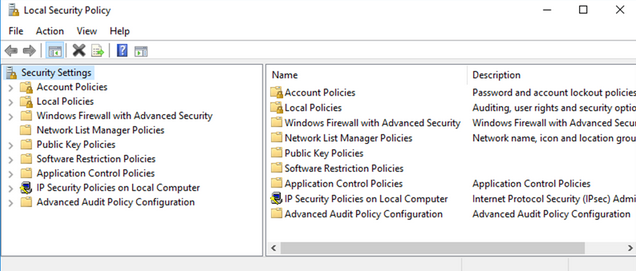 Local Security Policy
File Action View Help
Security Settings
Account Policies
Local Policies
Windows Firewall with Advanced Security
Network List Manager Policies
Public Key Policies
Software Restriction Policies
Application Control Policies
IP Security Policies on Local Computer
Advanced Audit Policy Configuration
Name Description
Account Policies Password and account lockout policies
Local Policies Auditing, user rights and security optio
Windows Firewall with Advanced Security Windows Firewall with Advanced Sec
Network List Manager Policies Network name, icon and location grou
Public Key Policies
Software Restriction Policies
Application Control Policies Application Control Policies
IP Security Policies on Local Computer Internet Protocol Security (IPsec) Admi
Advanced Audit Policy Configuration Advanced Audit Policy Configuration